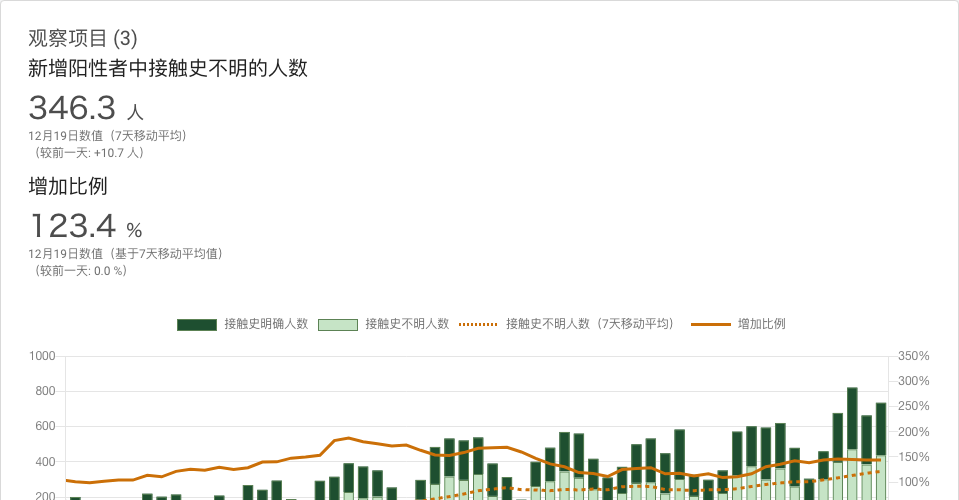 观察项目 (3)
新增阳性者中接触史不明的人数
346.3 人
12月19日数值（7天移动平均）
（较前一天: +10.7 人）
增加比例
123.4 %
12月19日数值（基于7天移动平均值）
（较前一天: 0.0 %）
接触史明确人数 接触史不明人数 接触史不明人数（7天移动平均） 增加比例
1000 350%
800 300%
600 250%
400 200%
200 150%
100%